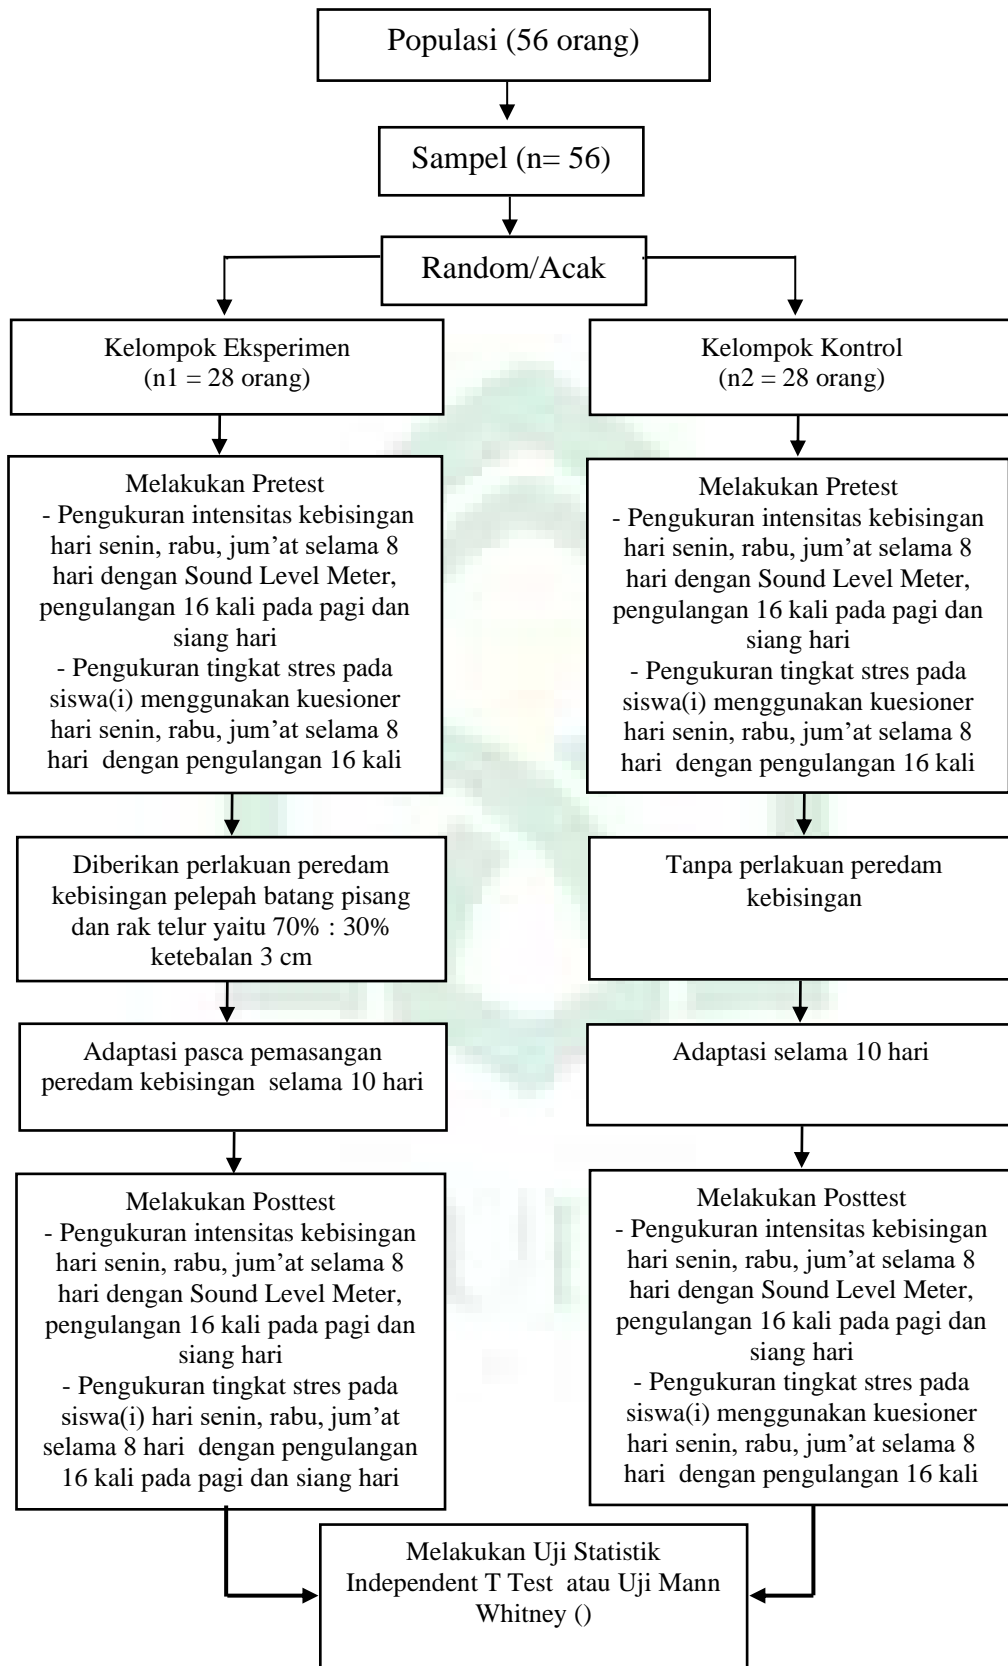 Populasi (56 orang)
Sampel (n= 56)
Random/Acak
Kelompok Eksperimen
(n1 = 28 orang)
Kelompok Kontrol
(n2 = 28 orang)
Melakukan Pretest
- Pengukuran intensitas kebisingan
hari senin, rabu, jum’at selama 8
hari dengan Sound Level Meter,
pengulangan 16 kali pada pagi dan
siang hari
- Pengukuran tingkat stres pada
siswa(i) menggunakan kuesioner
hari senin, rabu, jum’at selama 8
hari dengan pengulangan 16 kali
Melakukan Pretest
- Pengukuran intensitas kebisingan
hari senin, rabu, jum’at selama 8
hari dengan Sound Level Meter,
pengulangan 16 kali pada pagi dan
siang hari
- Pengukuran tingkat stres pada
siswa(i) menggunakan kuesioner
hari senin, rabu, jum’at selama 8
hari dengan pengulangan 16 kali
Diberikan perlakuan peredam
kebisingan pelepah batang pisang
dan rak telur yaitu 70% : 30%
ketebalan 3 cm
Tanpa perlakuan peredam
kebisingan
Adaptasi pasca pemasangan
peredam kebisingan selama 10 hari
Adaptasi selama 10 hari
Melakukan Posttest
- Pengukuran intensitas kebisingan
hari senin, rabu, jum’at selama 8
hari dengan Sound Level Meter,
pengulangan 16 kali pada pagi dan
siang hari
- Pengukuran tingkat stres pada
siswa(i) hari senin, rabu, jum’at
selama 8 hari dengan pengulangan
16 kali pada pagi dan siang hari
Melakukan Posttest
- Pengukuran intensitas kebisingan
hari senin, rabu, jum’at selama 8
hari dengan Sound Level Meter,
pengulangan 16 kali pada pagi dan
siang hari
- Pengukuran tingkat stres pada
siswa(i) menggunakan kuesioner
hari senin, rabu, jum’at selama 8
hari dengan pengulangan 16 kali
Melakukan Uji Statistik
Independent T Test atau Uji Mann
Whitney ()